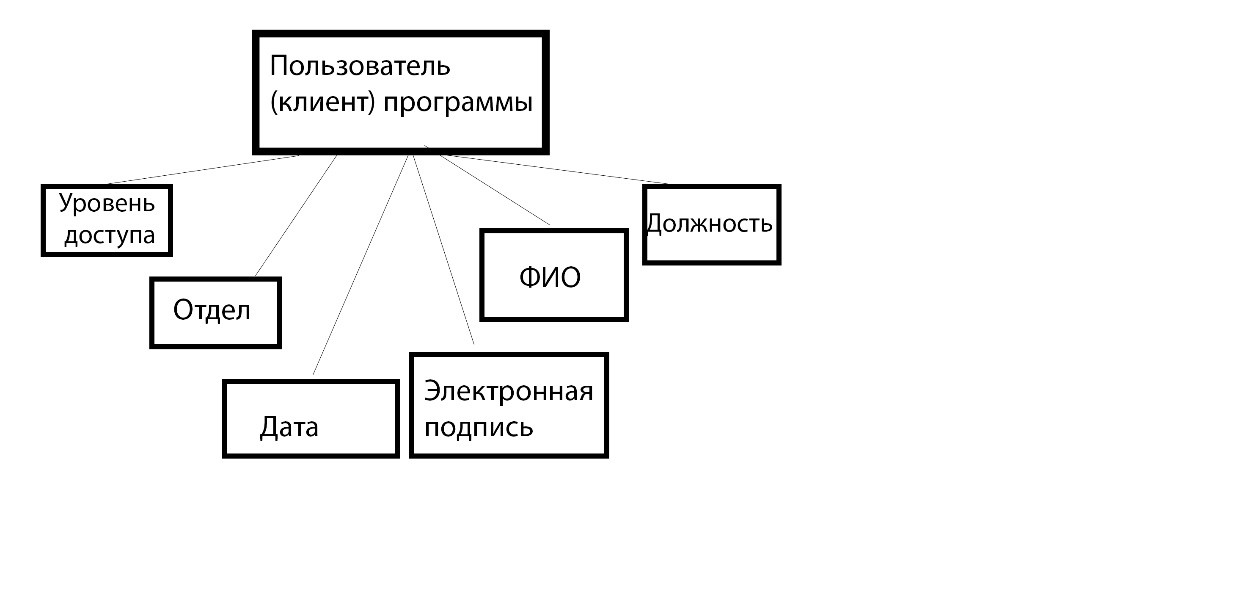 Пользователь
(клиент) программы
Уровень
доступа
Отдел
Дата
Электронная
подпись
ФИО
Должность